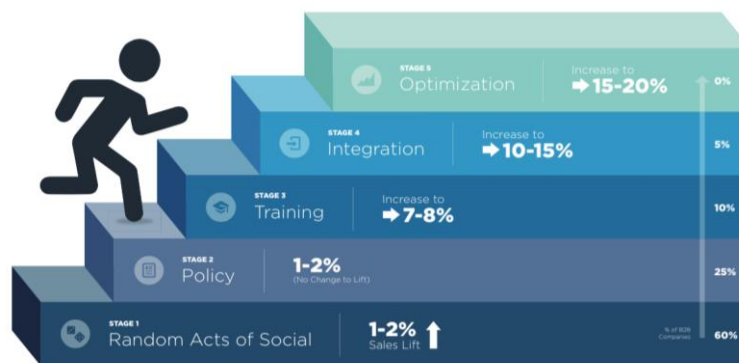 STAGE 5
Optimization
Increase to
➡15-20%
0%
STAGE 4
Integration
Increase to
➡10-15%
5%
STAGE 3
Training
Increase to
➡7-8%
10%
STAGE 2
Policy
1-2%
(No Change to Lift)
25%
STAGE 1
Random Acts of Social
1-2%
Sales Lift
% of B2B
Companies
60%